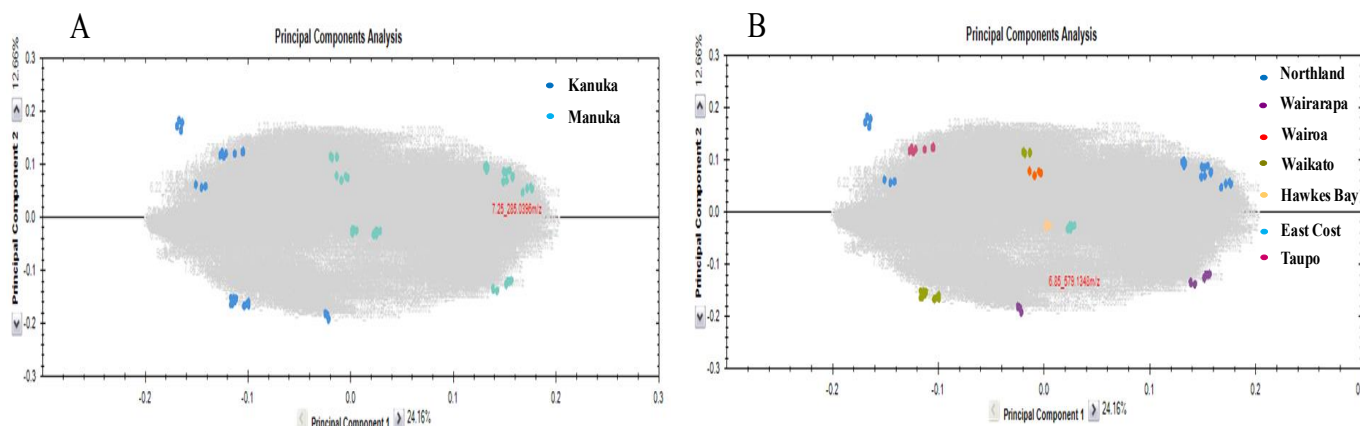 A
Principal Components Analysis
Principal Component 2
12.66%
0.3
0.2
0.1
0.0
-0.1
-0.2
-0.3
Kanuka
Manuka
7.25_285.0396m/z
-0.2
-0.1
0.0
0.1
0.2
0.3
Principal Component 1
24.16%
B
Principal Components Analysis
Principal Component 2
12.66%
0.3
0.2
0.1
0.0
-0.1
-0.2
-0.3
Northland
Wairarapa
Wairoa
Waikato
Hawkes Bay
East Cost
Taupo
6.85_579.1348m/z
-0.2
-0.1
0.0
0.1
0.2
Principal Component 1
24.16%